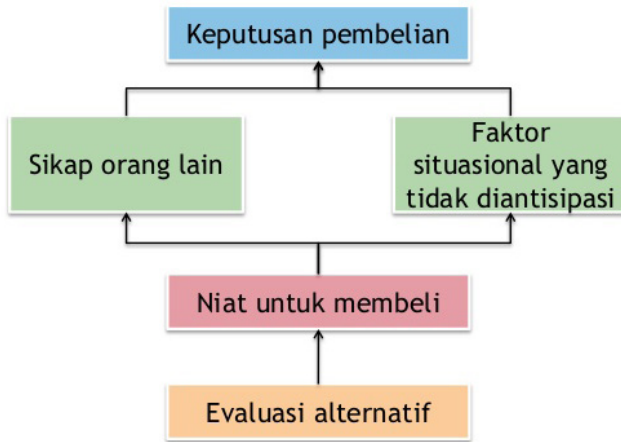 Keputusan pembelian
Sikap orang lain
Faktor
situasional yang
tidak diantisipasi
Niat untuk membeli
Evaluasi alternatif